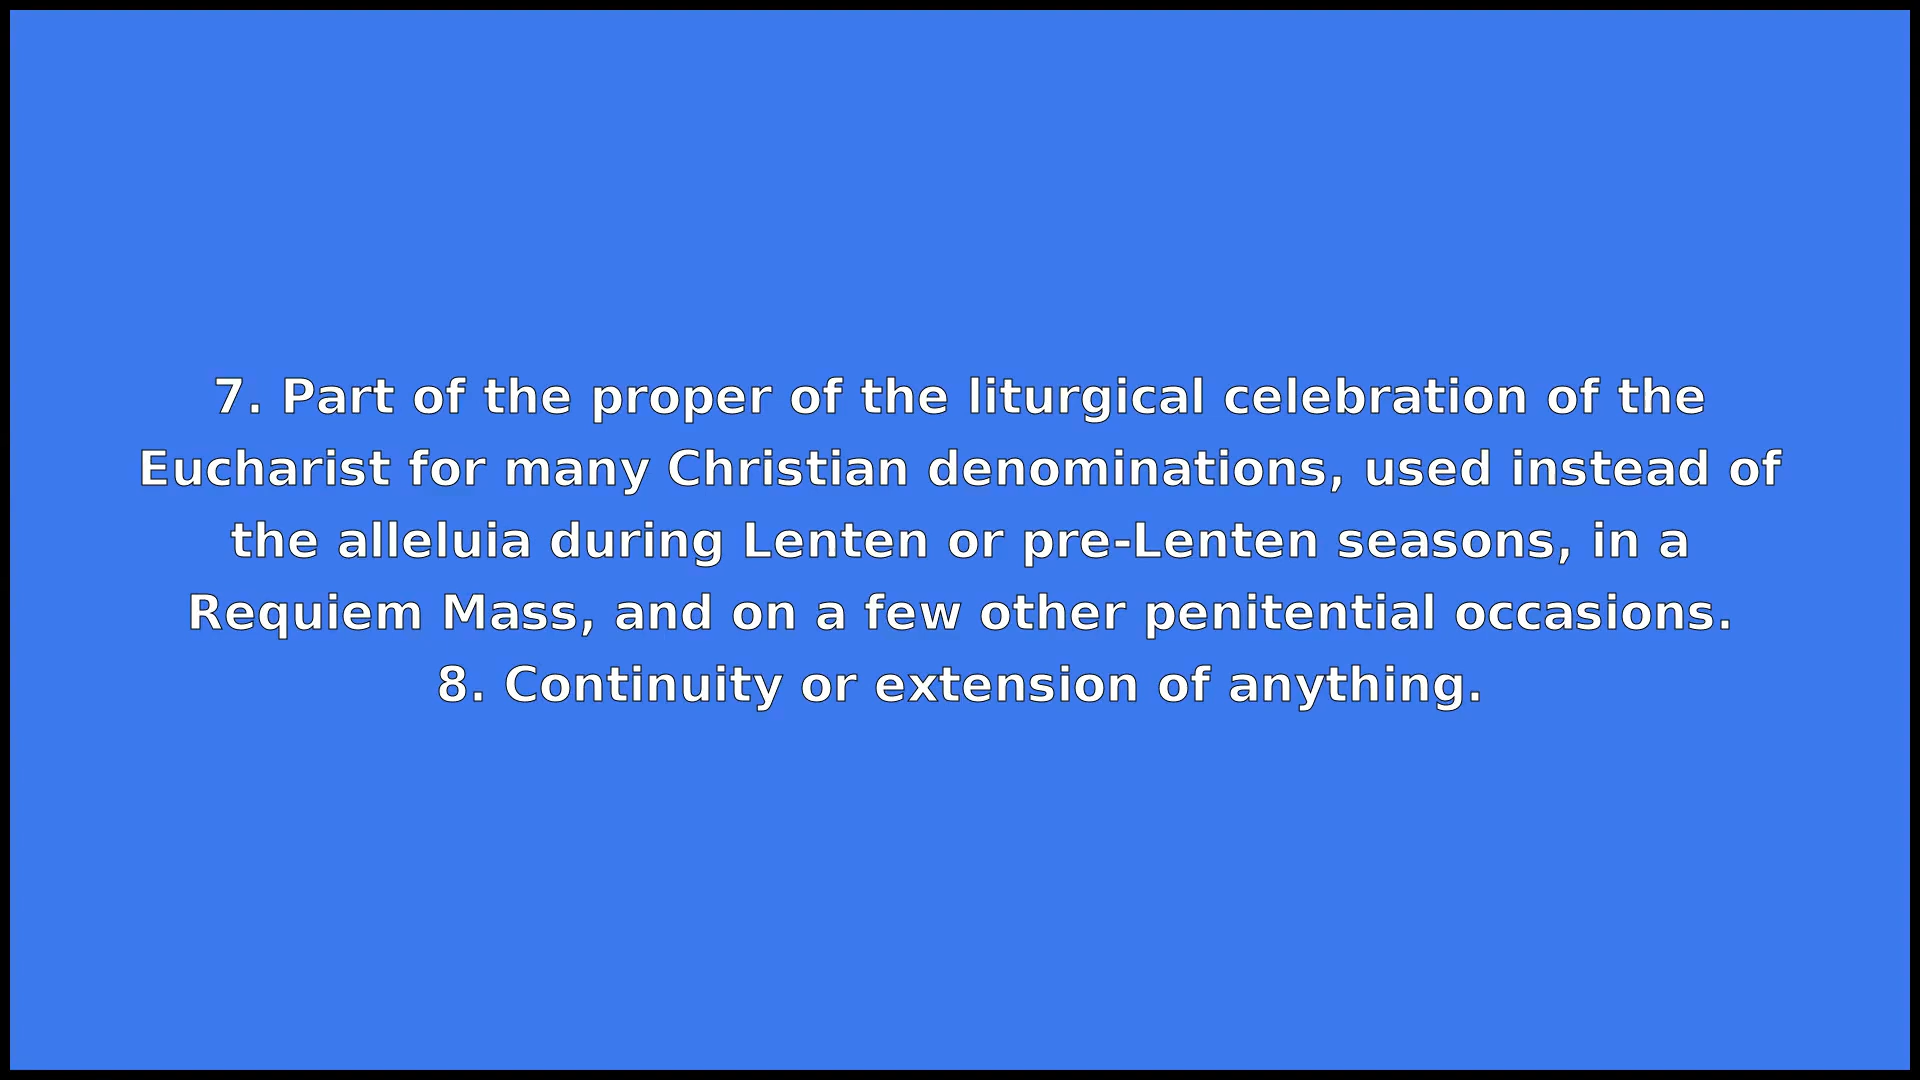 7. Part of the proper of the liturgical celebration of the
Eucharist for many Christian denominations, used instead of
the alleluia during Lenten or pre-Lenten seasons, in a
Requiem Mass, and on a few other penitential occasions.
8. Continuity or extension of anything.